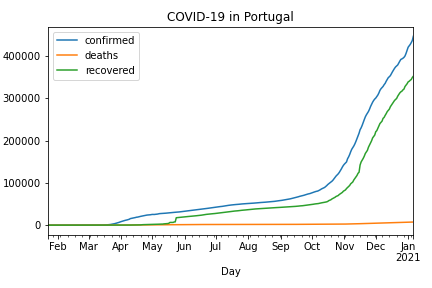 COVID-19 in Portugal
confirmed
deaths
recovered
400000
300000
200000
100000
0
Feb Mar Apr May Jun Jul Aug Sep Oct Nov Dec Jan
2021
Day